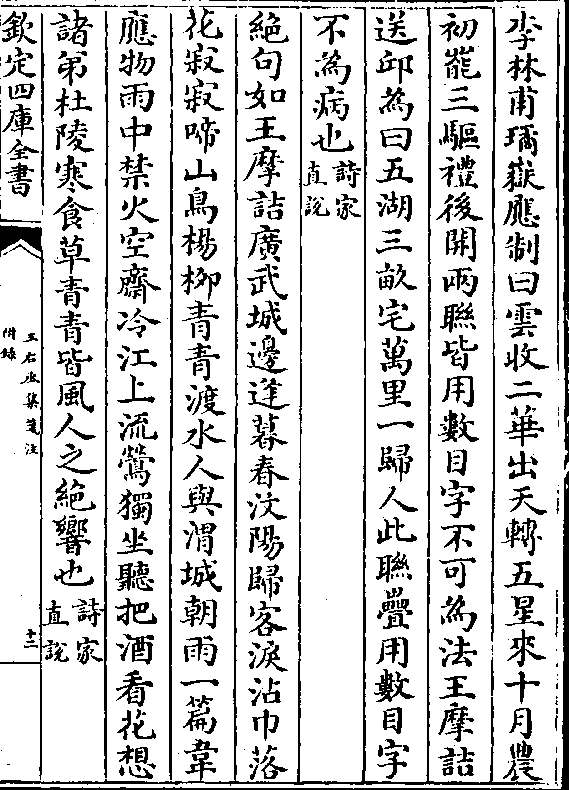 李林甫瑀嶽應制曰雲收二華出天轉五星來十月農
初罷三驅禮後開兩聯皆用數目字不可為法王摩詰
送邱為曰五湖三畝宅萬里一歸人此聯疊用數目字
不為病也詩家直説
絕句如王摩詰廣武城邊逢暮春汶陽歸客淚沾巾落
花寂寂啼山鳥楊柳青青渡水人與渭城朝雨一篇韋
應物雨中禁火空齋冷江上流鶯獨坐聽把酒看花想
諸弟杜陵寒食草青青皆風人之絕響也詩家直説
欽定四庫全書
王右丞集箋注
附錄
十二